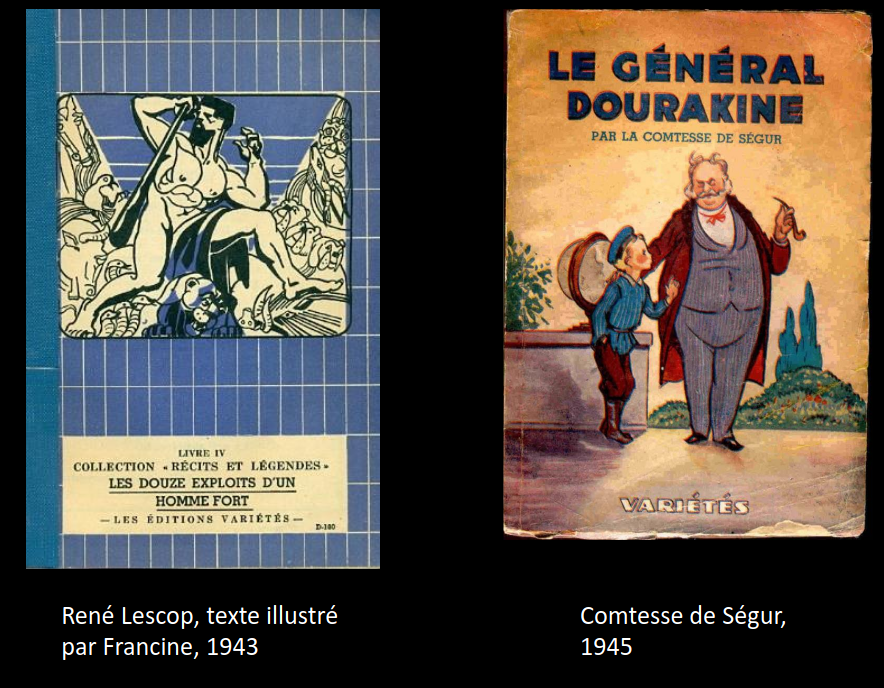 LIVRE IV
COLLECTION « RÉCITS ET LÉGENDES »
LES DOUZE EXPLOITS D'UN
HOMME FORT
— LES ÉDITIONS VARIÉTÉS —
D-160
LE GÉNÉRAL
DOURAKINE
PAR LA COMTESSE DE SÉGUR
VARIÉTÉS
René Lescop, texte illustré
par Francine, 1943
Comtesse de Ségur,
1945